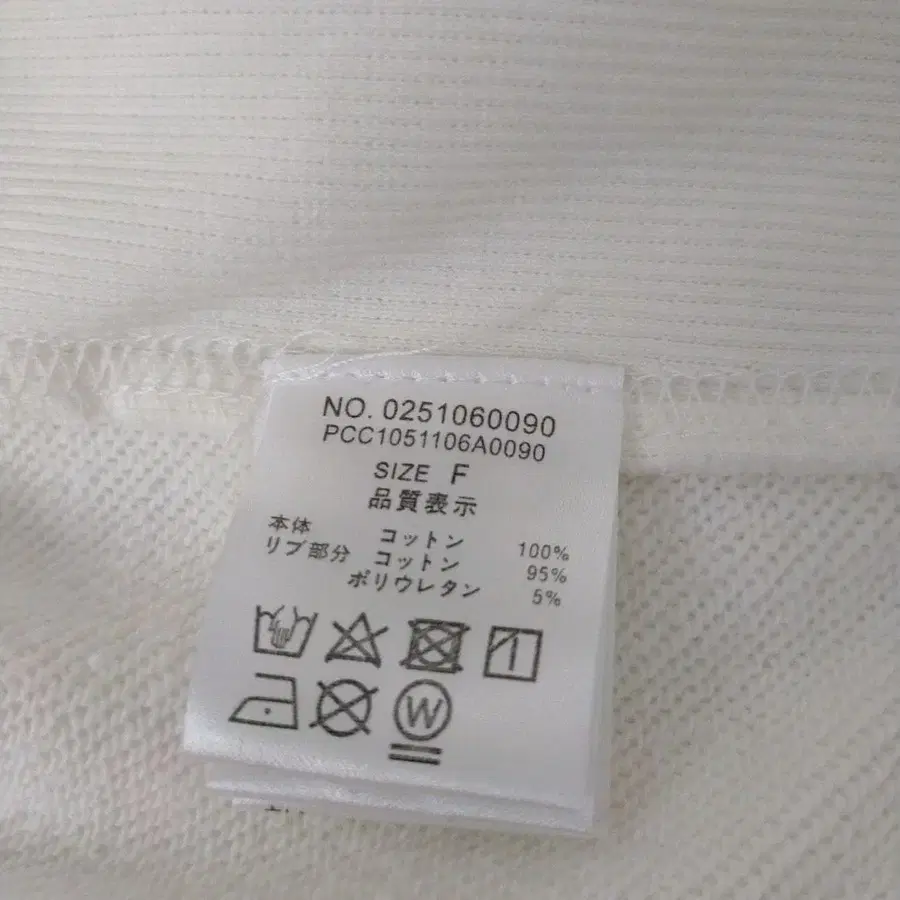 NO. 0251060090
PCC1051106A0090
SIZE F
品質表示
本体 コットン 100%
リブ部分 コットン 95%
ポリウレタン 5%
W